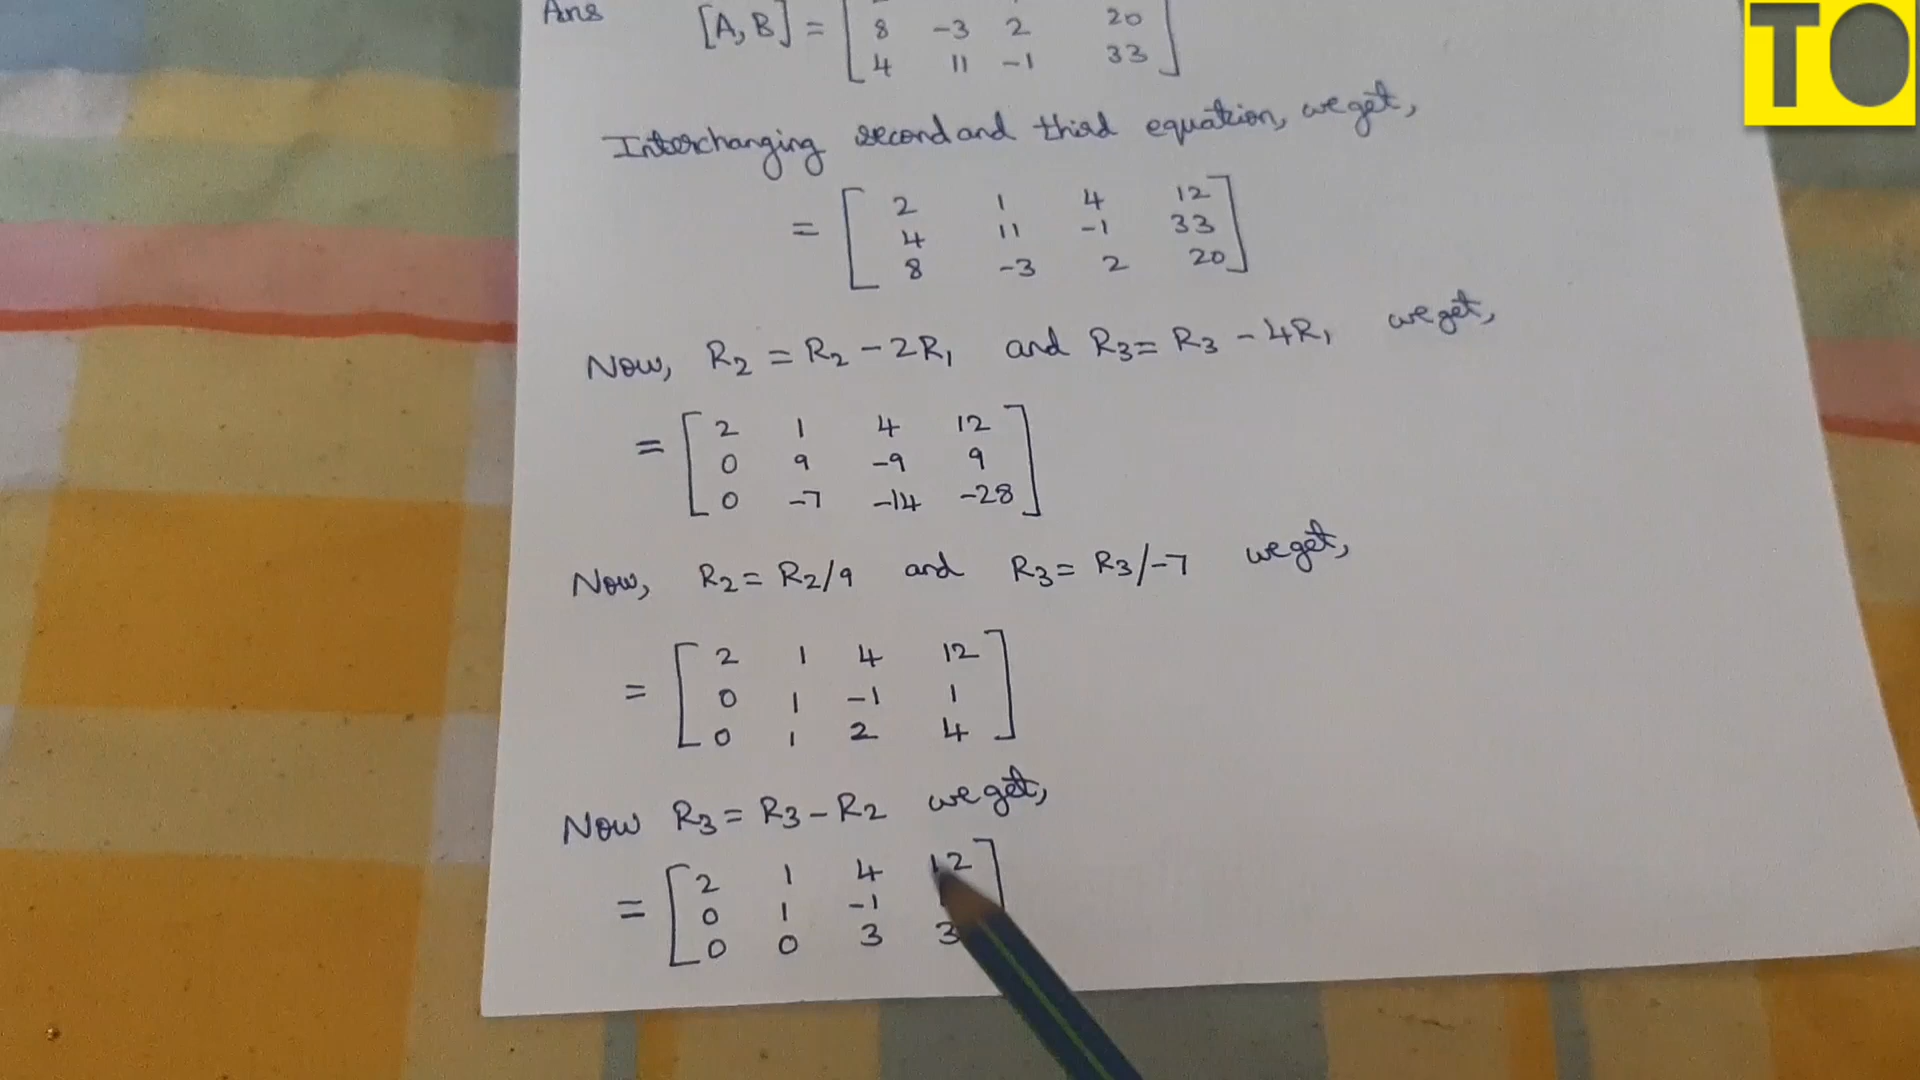 Ans [A, B] = [ 8 -3 2 20
4 11 -1 33 ]
Interchanging second and third equation, we get,
= [ 2 1 4 12
4 11 -1 33
8 -3 2 20 ]
Now, R2 = R2 - 2R1 and R3 = R3 - 4R1 we get,
= [ 2 1 4 12
0 9 -9 9
0 -7 -14 -28 ]
Now, R2 = R2/9 and R3 = R3/-7 we get,
= [ 2 1 4 12
0 1 -1 1
0 1 2 4 ]
Now R3 = R3 - R2 we get,
= [ 2 1 4 12 ]
0 1 -1
0 0 3 3
TO